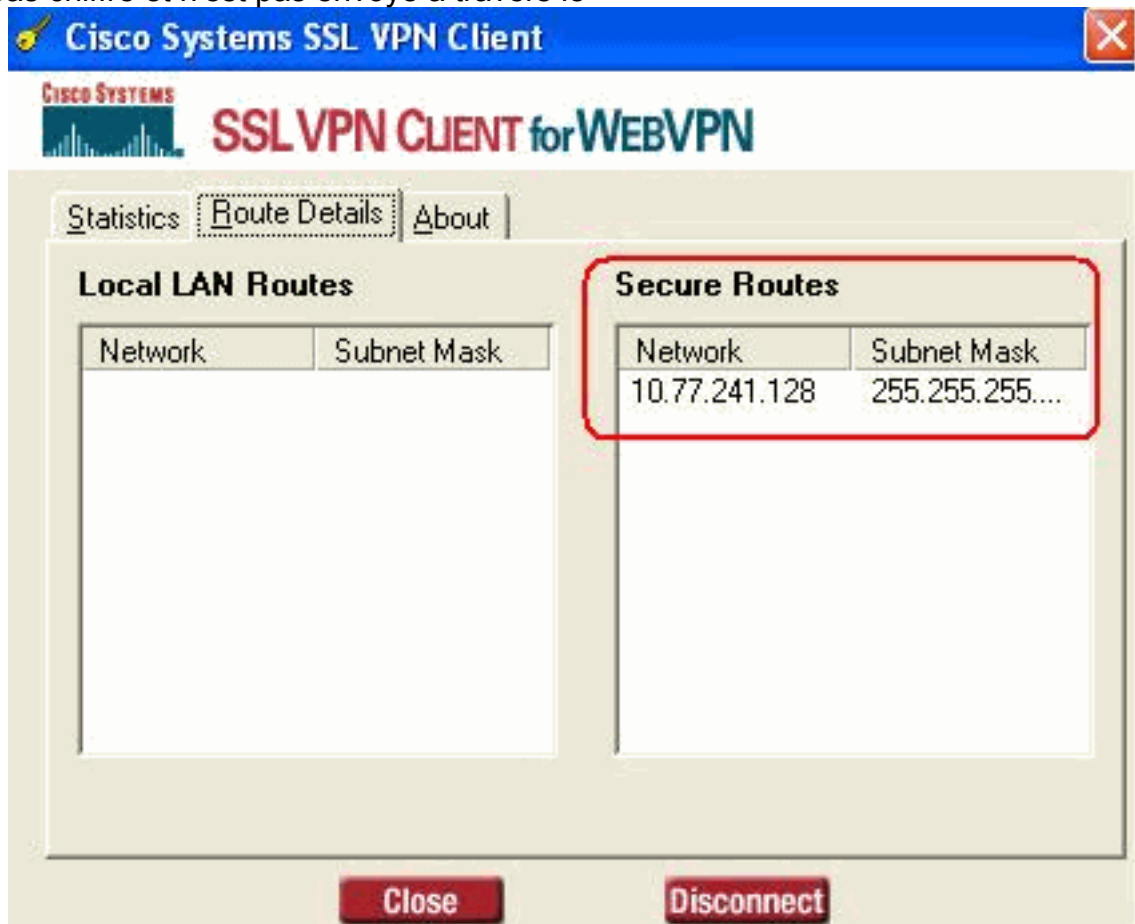 Cisco Systems SSL VPN Client
CISCO SYSTEMS
SSL VPN CLIENT for WEBVPN
Statistics Route Details About
Local LAN Routes
Network Subnet Mask
Secure Routes
Network Subnet Mask
10.77.241.128 255.255.255....
Close Disconnect